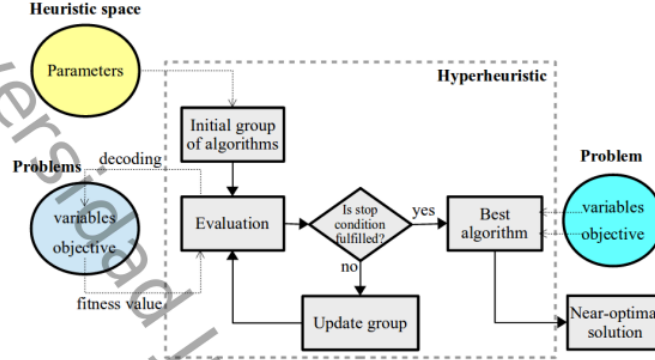 Heuristic space
Parameters
Hyperheuristic
Initial group
of algorithms
Problems
decoding
Problem
variables
objective
Evaluation
Is stop
condition
fulfilled?
yes
Best
algorithm
variables
objective
no
fitness value
Update group
Near-optima
solution